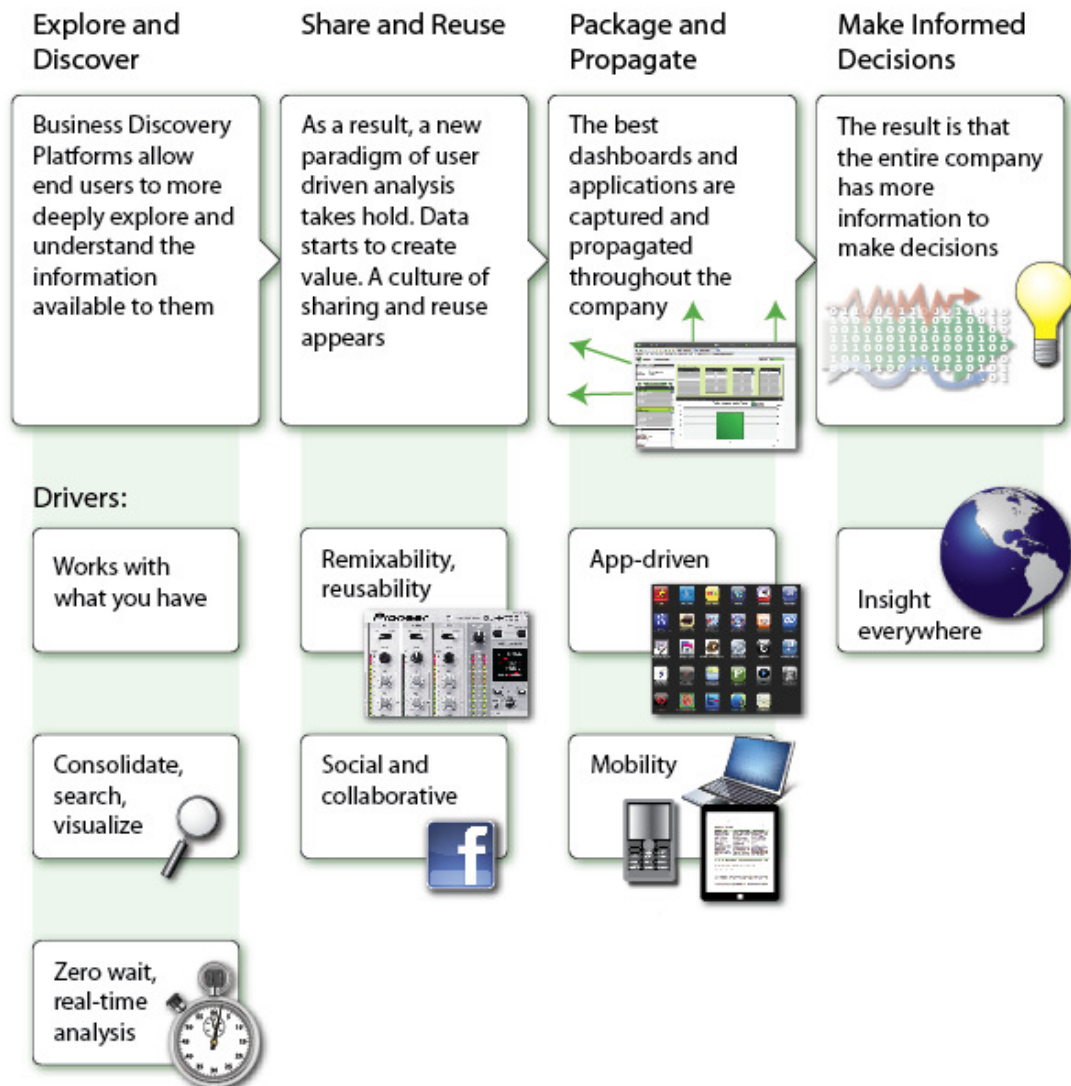 Explore and
Discover
Share and Reuse
Package and
Propagate
Make Informed
Decisions
Business Discovery
Platforms allow
end users to more
deeply explore and
understand the
information
available to them
As a result, a new
paradigm of user
driven analysis
takes hold. Data
starts to create
value. A culture of
sharing and reuse
appears
The best
dashboards and
applications are
captured and
propagated
throughout the
company
The result is that
the entire company
has more
information to
make decisions
Drivers:
Works with
what you have
Remixability,
reusability
Pioneer
App-driven
Insight
everywhere
Consolidate,
search,
visualize
Social and
collaborative
f
Mobility
Zero wait,
real-time
analysis